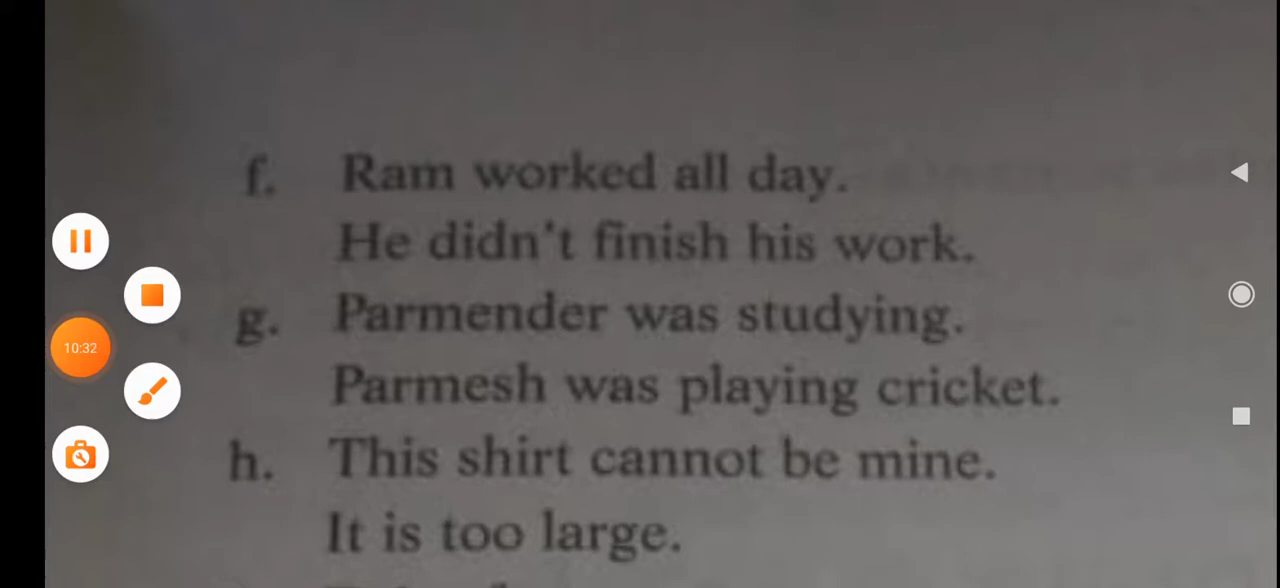 f. Ram worked all day.
He didn't finish his work.
g. Parmender was studying.
Parmesh was playing cricket.
10:32
h. This shirt cannot be mine.
It is too large.